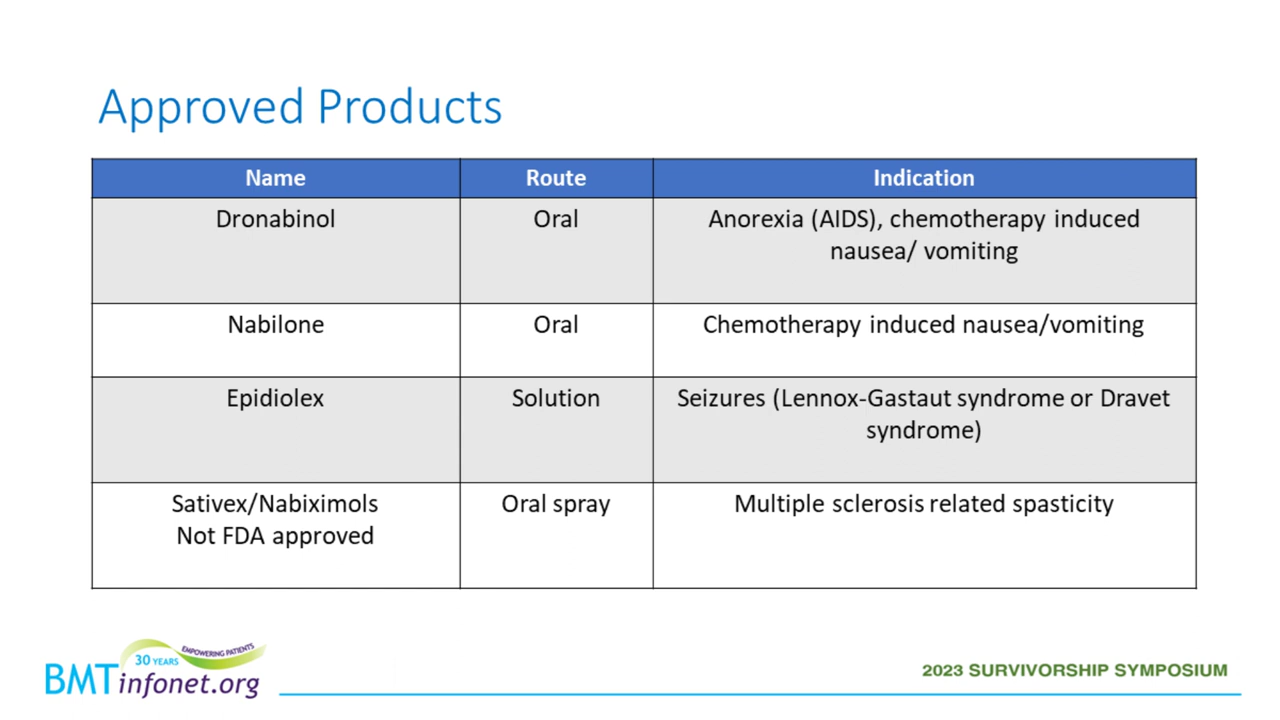 Approved Products
Name Route Indication
Dronabinol Oral Anorexia (AIDS), chemotherapy induced
nausea/ vomiting
Nabilone Oral Chemotherapy induced nausea/vomiting
Epidiolex Solution Seizures (Lennox-Gastaut syndrome or Dravet
syndrome)
Sativex/Nabiximols Oral spray Multiple sclerosis related spasticity
Not FDA approved
30 YEARS EMPOWERING PATIENTS
BMTinfonet.org
2023 SURVIVORSHIP SYMPOSIUM